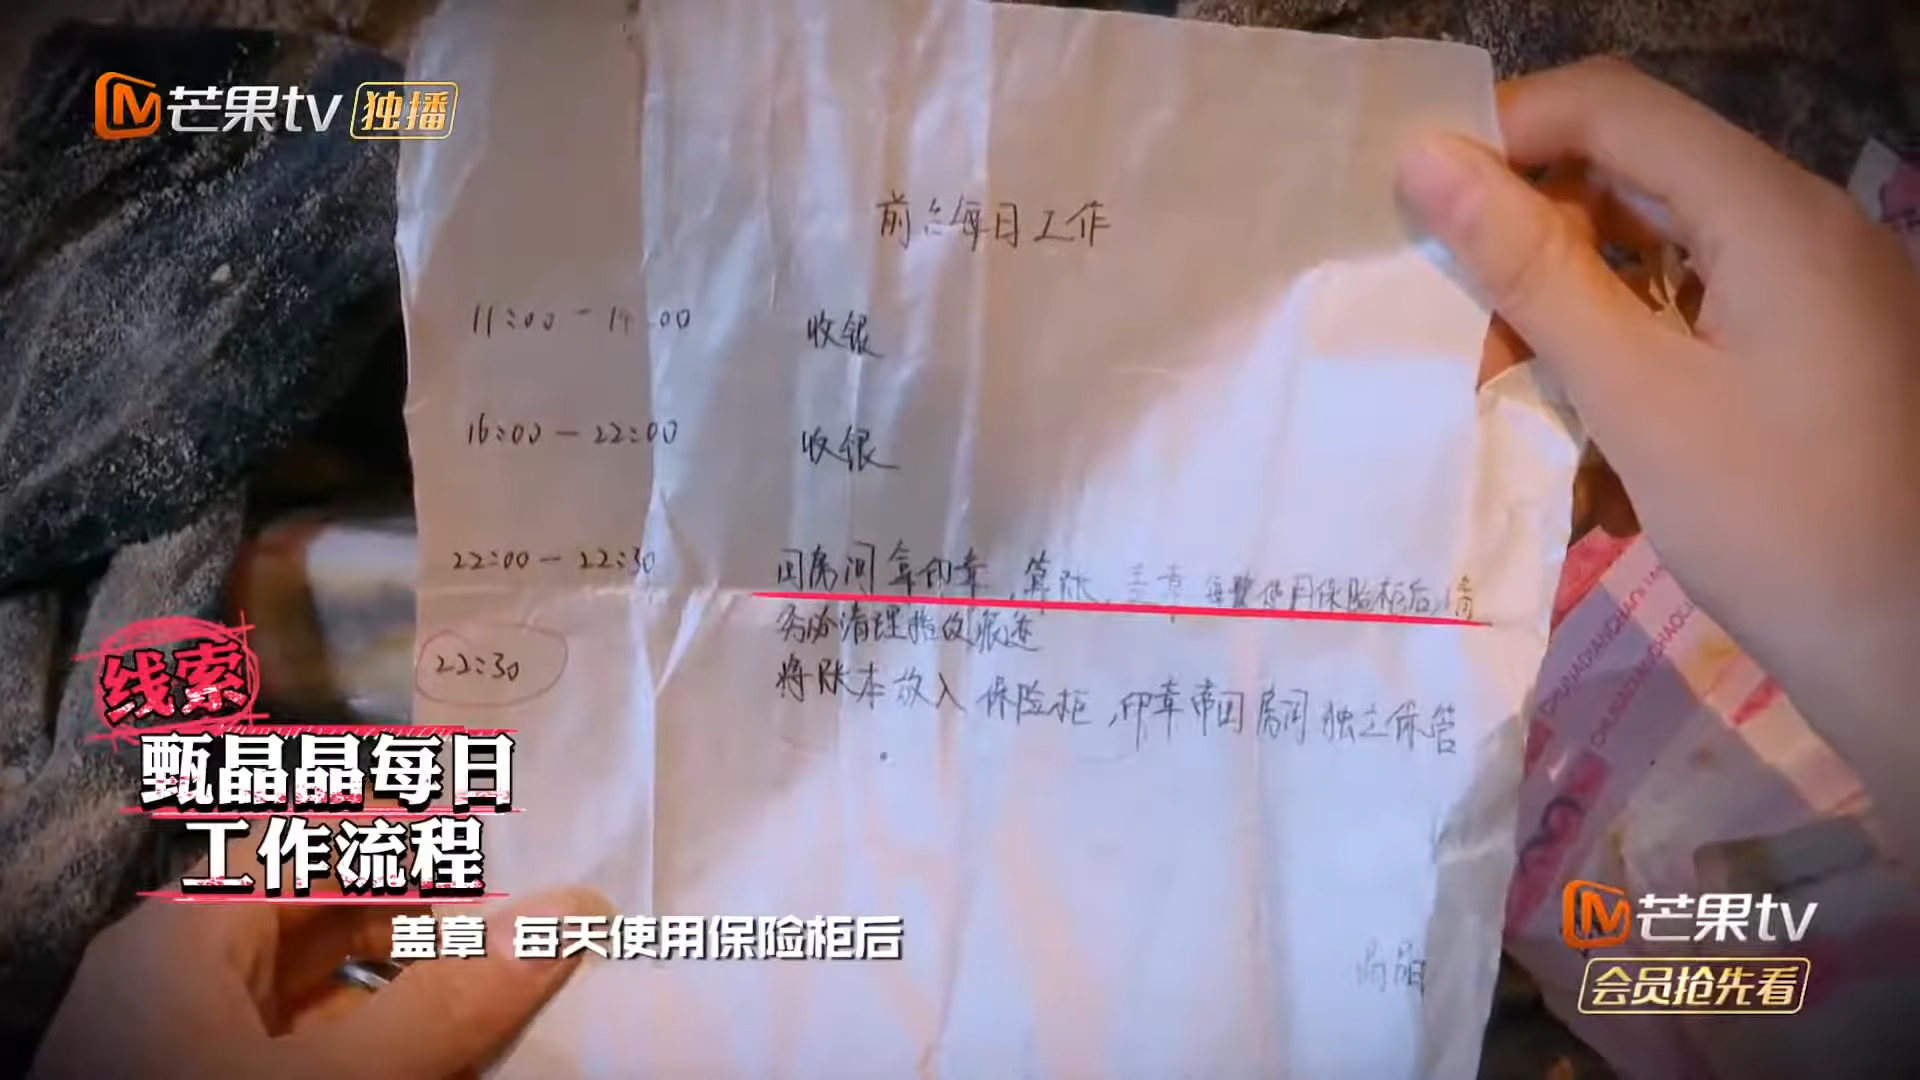 芒果tv 独播
前台每日工作
11:00-14:00 收银
16:00-22:00 收银
22:00-22:30 回房间拿印章,算账,盖章 每天使用保险柜后,请
务必清理指纹痕迹
22:30 将账本放入保险柜,印章带回房间独立保管
晶晶
线索
甄晶晶每日
工作流程
盖章 每天使用保险柜后
芒果tv
会员抢先看